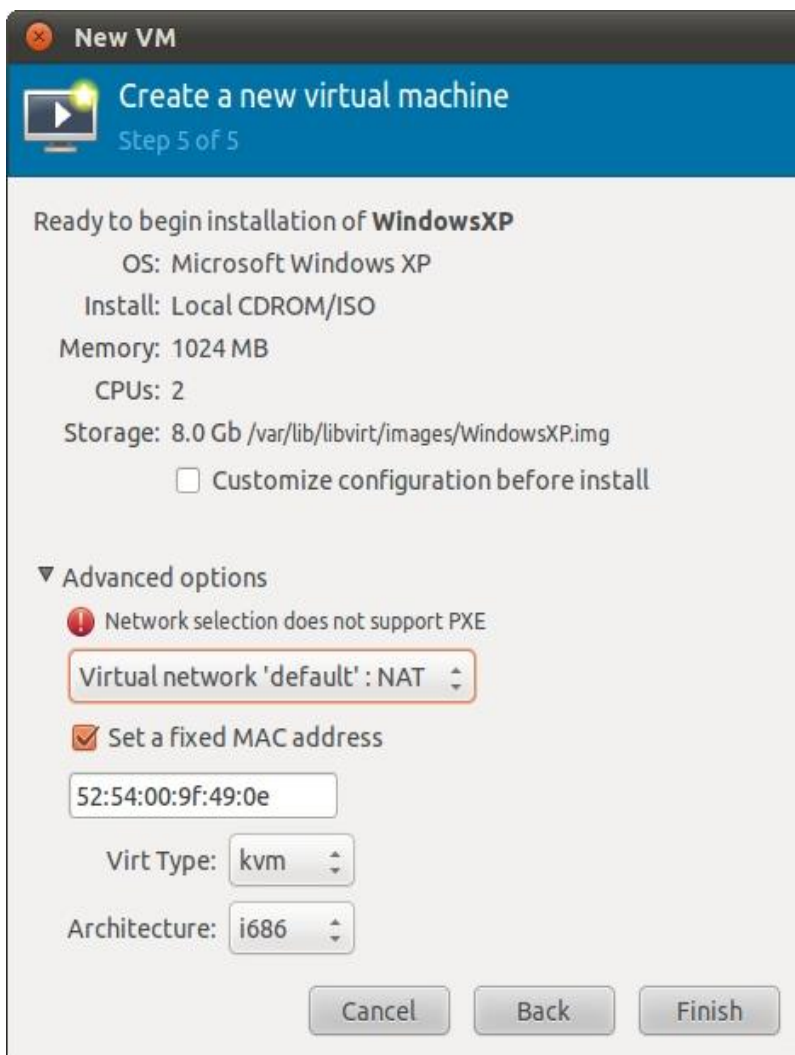 New VM
Create a new virtual machine
Step 5 of 5
Ready to begin installation of WindowsXP
OS: Microsoft Windows XP
Install: Local CDROM/ISO
Memory: 1024 MB
CPUs: 2
Storage: 8.0 Gb /var/lib/libvirt/images/WindowsXP.img
Customize configuration before install
Advanced options
Network selection does not support PXE
Virtual network 'default' : NAT
Set a fixed MAC address
52:54:00:9f:49:0e
Virt Type: kvm
Architecture: i686
Cancel Back Finish